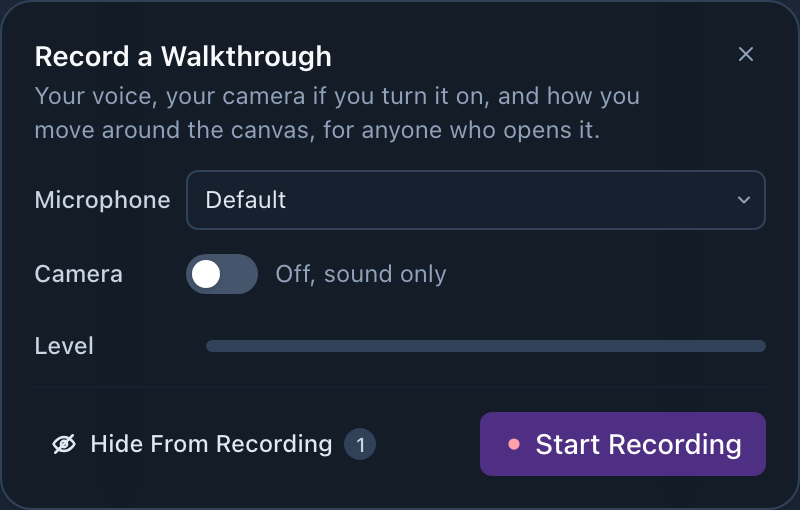 Record a Walkthrough
Your voice, your camera if you turn it on, and how you
move around the canvas, for anyone who opens it.
Microphone Default
Camera Off, sound only
Level
Hide From Recording 1 Start Recording